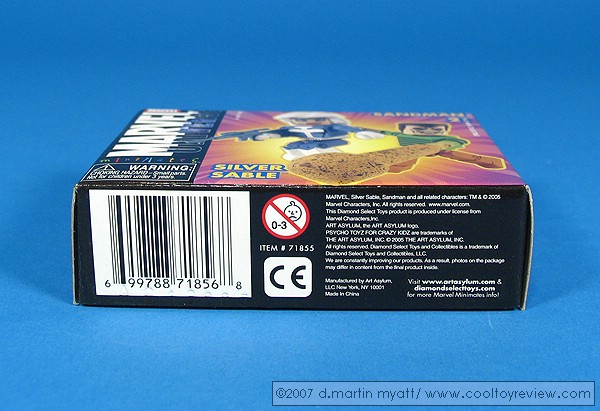 MARVEL
minimates
SANDMAN
SILVER
SABLE
WARNING:
CHOKING HAZARD—Small parts.
Not for children under 3 years.
0-3
ITEM # 71855
CE
6 99788 71856 8
MARVEL, Silver Sable, Sandman and all related characters: TM & © 2005
Marvel Characters, Inc. All rights reserved. www.marvel.com.
This Diamond Select Toys product is produced under license from
Marvel Characters, Inc.
ART ASYLUM, the ART ASYLUM logo,
PSYCHO TOYZ FOR CRAZY KIDZ are trademarks of
THE ART ASYLUM, INC. © 2005 THE ART ASYLUM, INC.
All rights reserved. Diamond Select Toys and Collectibles is a trademark of
Diamond Select Toys and Collectibles, LLC.
We are constantly improving our products. As a result, photos on the package
may differ in content from the final product inside.
Manufactured by Art Asylum,
LLC New York, NY 10001
Made in China
Visit www.artasylum.com &
diamondselecttoys.com
for more Marvel Minimates info!
©2007 d.martin myatt/ www.cooltoyreview.com